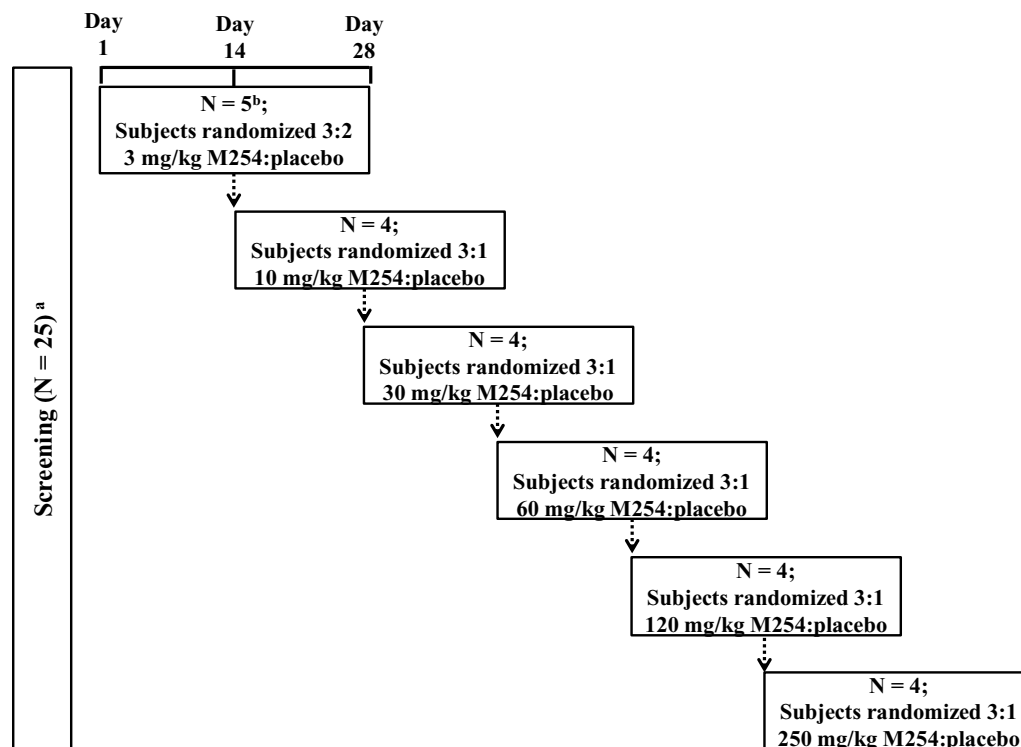 Day Day Day
1 14 28
N = 5ᵇ;
Subjects randomized 3:2
3 mg/kg M254:placebo
N = 4;
Subjects randomized 3:1
10 mg/kg M254:placebo
N = 4;
Subjects randomized 3:1
30 mg/kg M254:placebo
N = 4;
Subjects randomized 3:1
60 mg/kg M254:placebo
N = 4;
Subjects randomized 3:1
120 mg/kg M254:placebo
N = 4;
Subjects randomized 3:1
250 mg/kg M254:placebo
Screening (N = 25) ᵃ